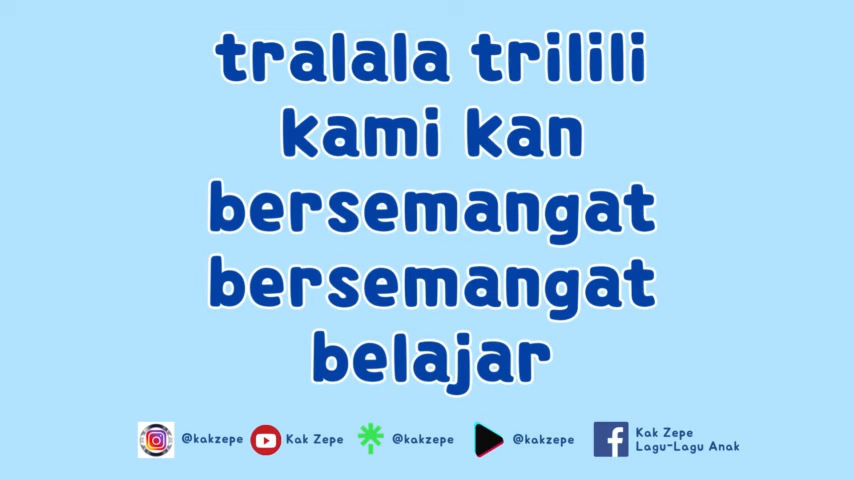 tralala trilili
kami kan
bersemangat
bersemangat
belajar
@kakzepe Kak Zepe @kakzepe @kakzepe Kak Zepe
Lagu-Lagu Anak